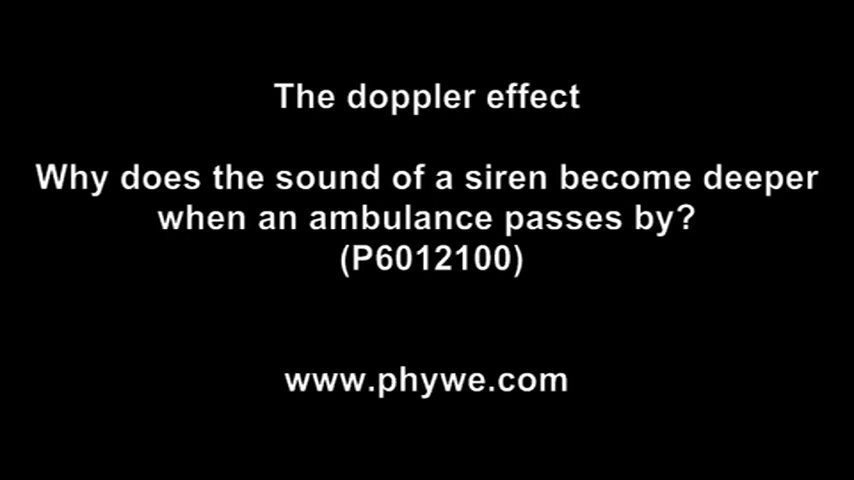 The doppler effect
Why does the sound of a siren become deeper
when an ambulance passes by?
(P6012100)
www.phywe.com